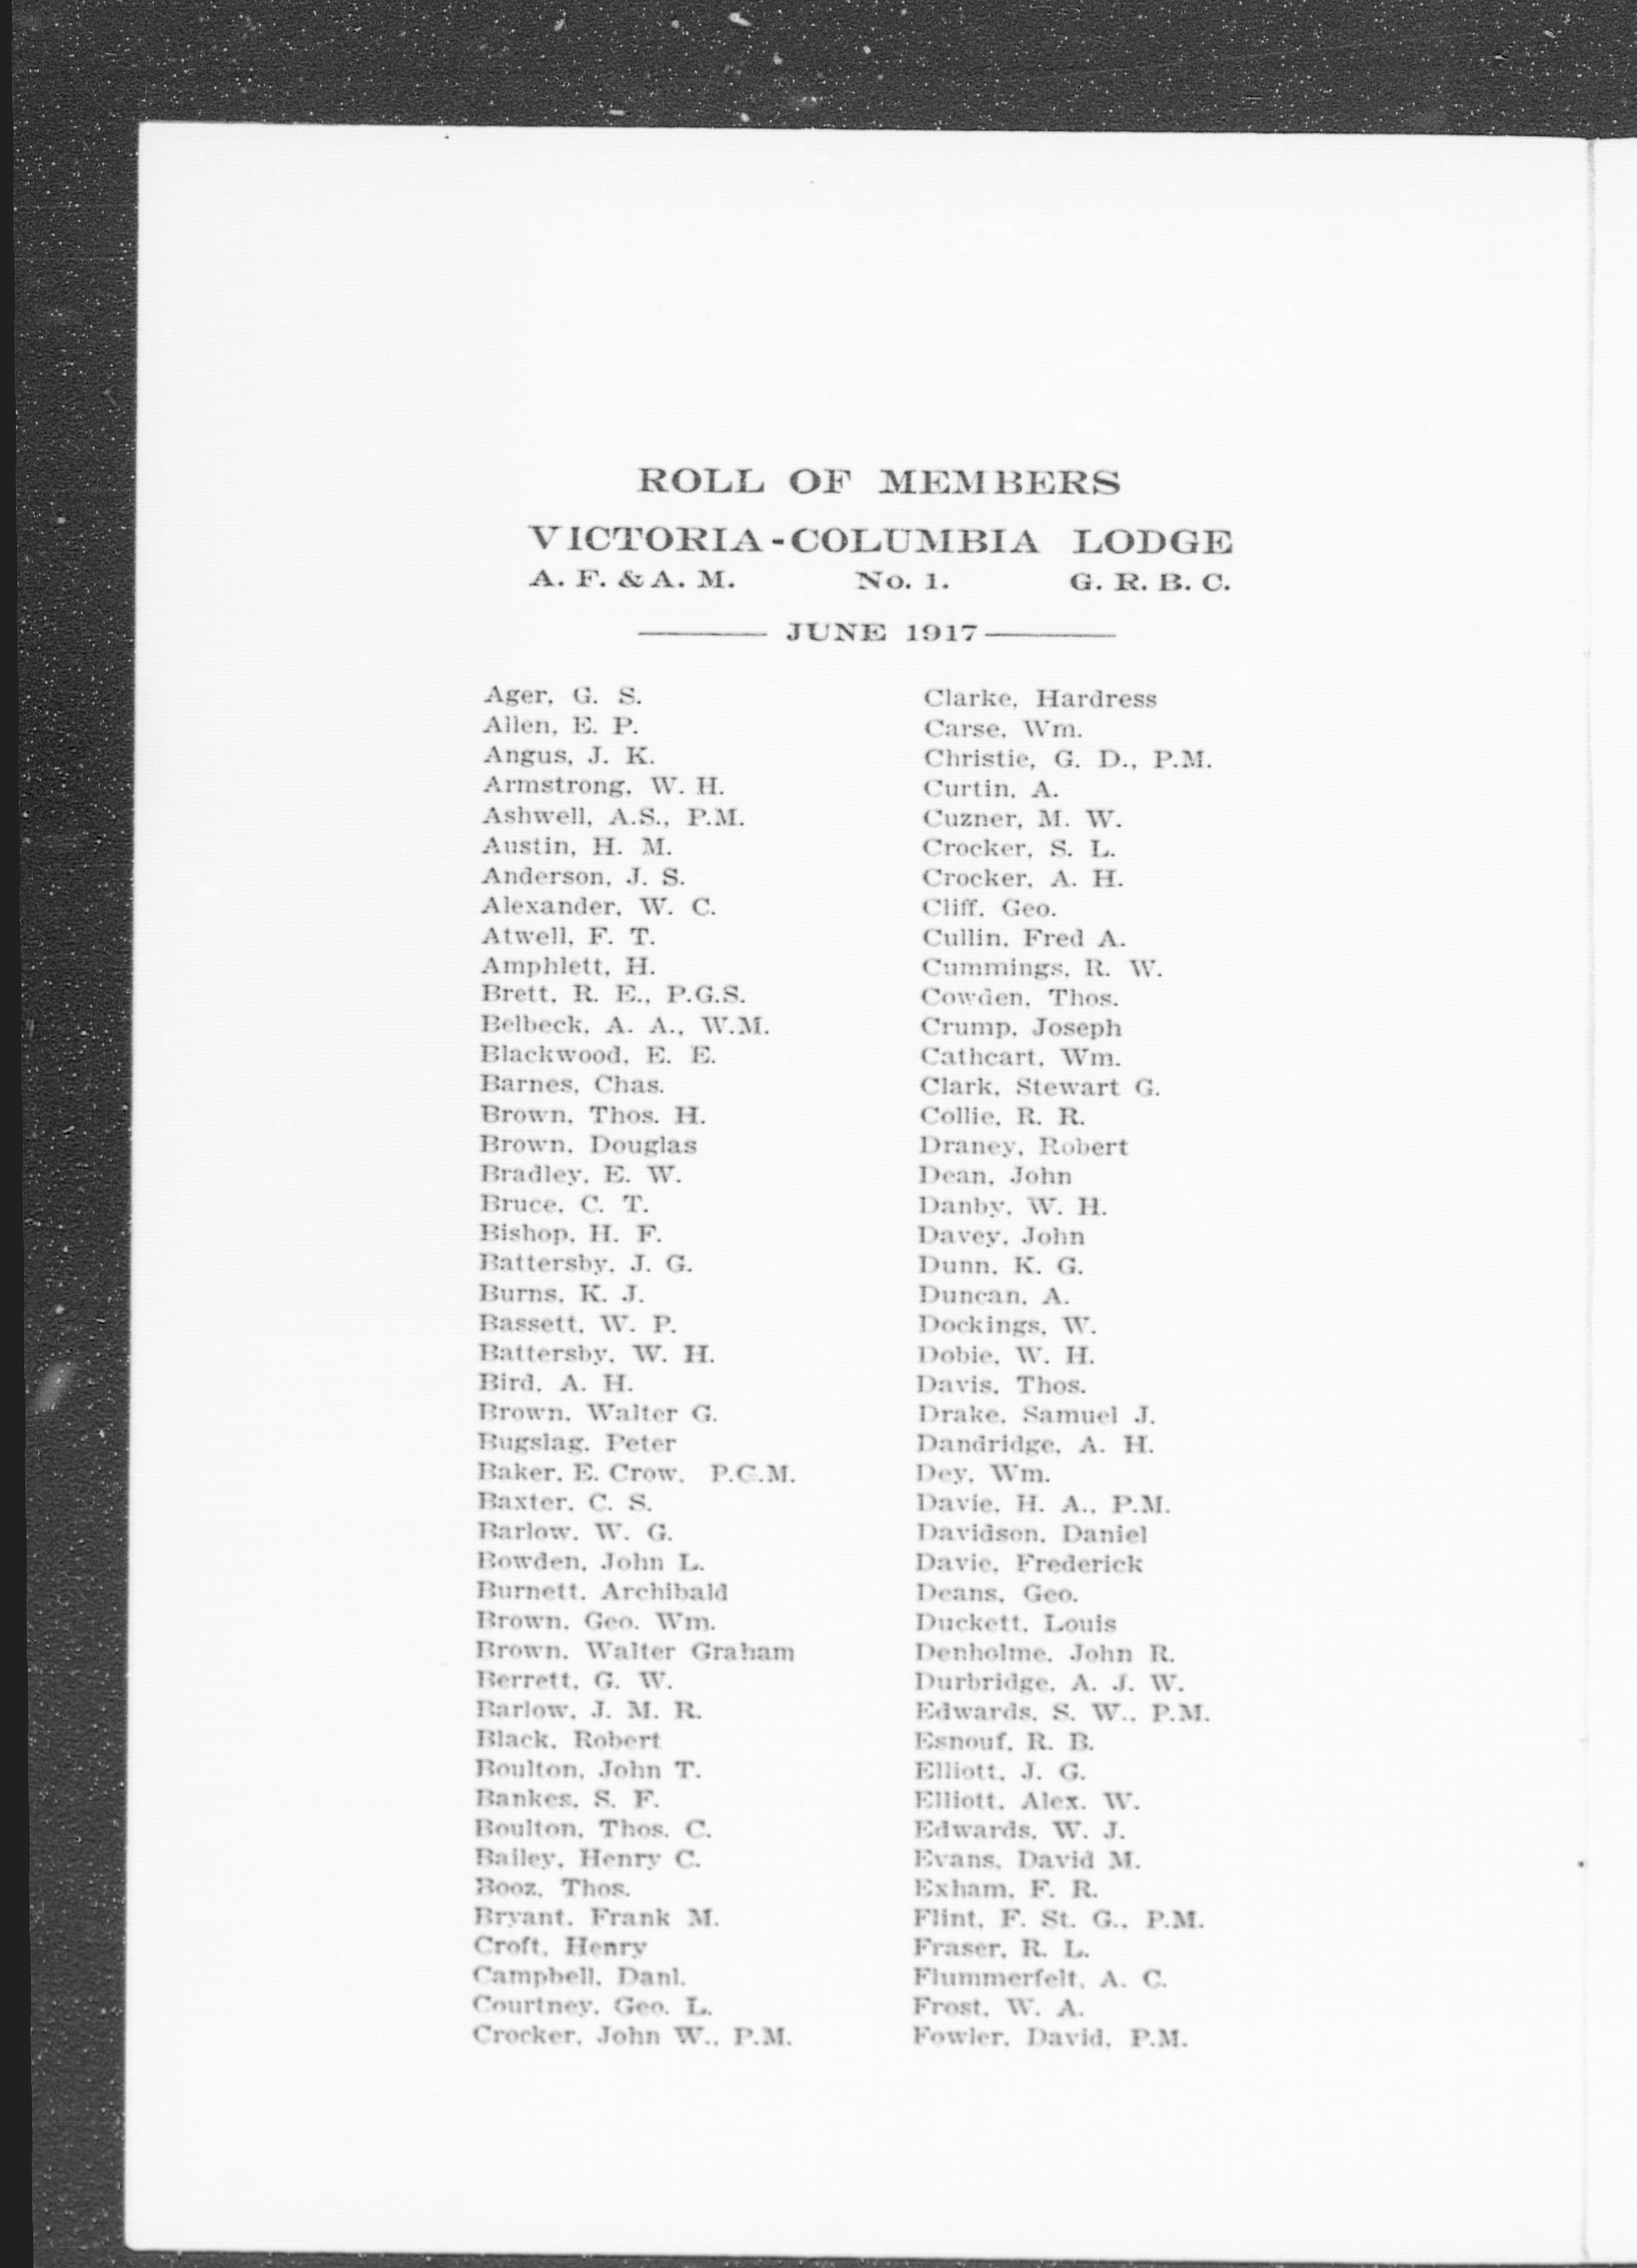 ROLL OF MEMBERS
VICTORIA-COLUMBIA LODGE
A. F. & A. M. No. 1. G. R. B. C.
JUNE 1917
Ager, G. S.
Allen, E. P.
Angus, J. K.
Armstrong, W. H.
Ashwell, A.S., P.M.
Austin, H. M.
Anderson, J. S.
Alexander, W. C.
Atwell, F. T.
Amphlett, H.
Brett, R. E., P.G.S.
Belbeck, A. A., W.M.
Blackwood, E. E.
Barnes, Chas.
Brown, Thos. H.
Brown, Douglas
Bradley, E. W.
Bruce, C. T.
Bishop, H. F.
Battersby, J. G.
Burns, K. J.
Bassett, W. P.
Battersby, W. H.
Bird, A. H.
Brown, Walter G.
Bugslag, Peter
Baker, E. Crow, P.G.M.
Baxter, C. S.
Barlow, W. G.
Bowden, John L.
Burnett, Archibald
Brown, Geo. Wm.
Brown, Walter Graham
Berrett, G. W.
Barlow, J. M. R.
Black, Robert
Boulton, John T.
Bankes, S. F.
Boulton, Thos. C.
Bailey, Henry C.
Booz, Thos.
Bryant, Frank M.
Croft, Henry
Campbell, Danl.
Courtney, Geo. L.
Crocker, John W., P.M.
Clarke, Hardress
Carse, Wm.
Christie, G. D., P.M.
Curtin, A.
Cuzner, M. W.
Crocker, S. L.
Crocker, A. H.
Cliff, Geo.
Cullin, Fred A.
Cummings, R. W.
Cowden, Thos.
Crump, Joseph
Cathcart, Wm.
Clark, Stewart G.
Collie, R. R.
Draney, Robert
Dean, John
Danby, W. H.
Davey, John
Dunn, K. G.
Duncan, A.
Dockings, W.
Dobie, W. H.
Davis, Thos.
Drake, Samuel J.
Dandridge, A. H.
Dey, Wm.
Davie, H. A., P.M.
Davidson, Daniel
Davie, Frederick
Deans, Geo.
Duckett, Louis
Denholme, John R.
Durbridge, A. J. W.
Edwards, S. W., P.M.
Esnouf, R. B.
Elliott, J. G.
Elliott, Alex. W.
Edwards, W. J.
Evans, David M.
Exham, F. R.
Flint, F. St. G., P.M.
Fraser, R. L.
Flummerfelt, A. C.
Frost, W. A.
Fowler, David, P.M.